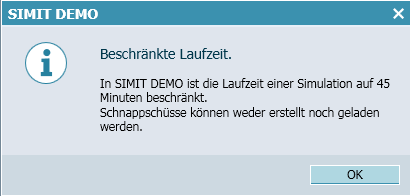 SIMIT DEMO
Beschränkte Laufzeit.
In SIMIT DEMO ist die Laufzeit einer Simulation auf 45
Minuten beschränkt.
Schnappschüsse können weder erstellt noch geladen
werden.
OK